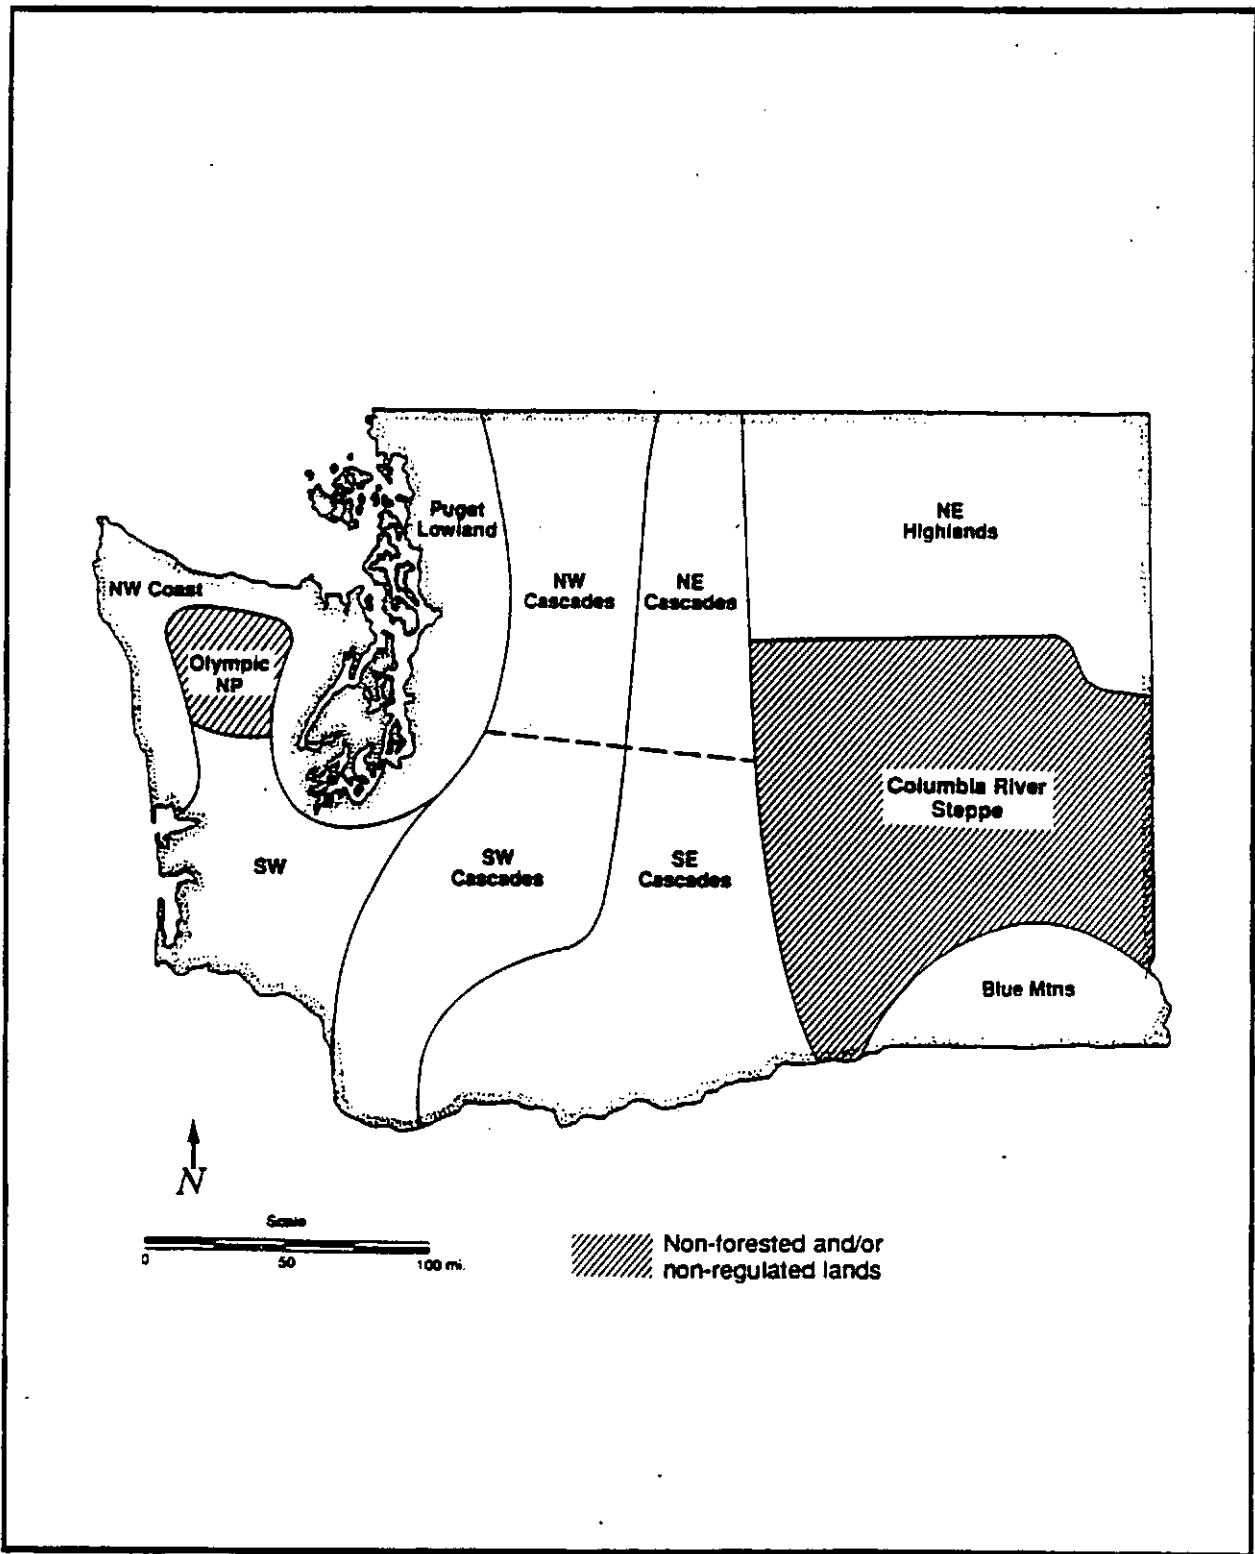 Puget
Lowland
NE
Highlands
NW Coast
NW
Cascades
NE
Cascades
Olympic
NP
Columbia River
Steppe
SW
SW
Cascades
SE
Cascades
Blue Mtns
N
Scale
0 50 100 mi.
Non-forested and/or
non-regulated lands